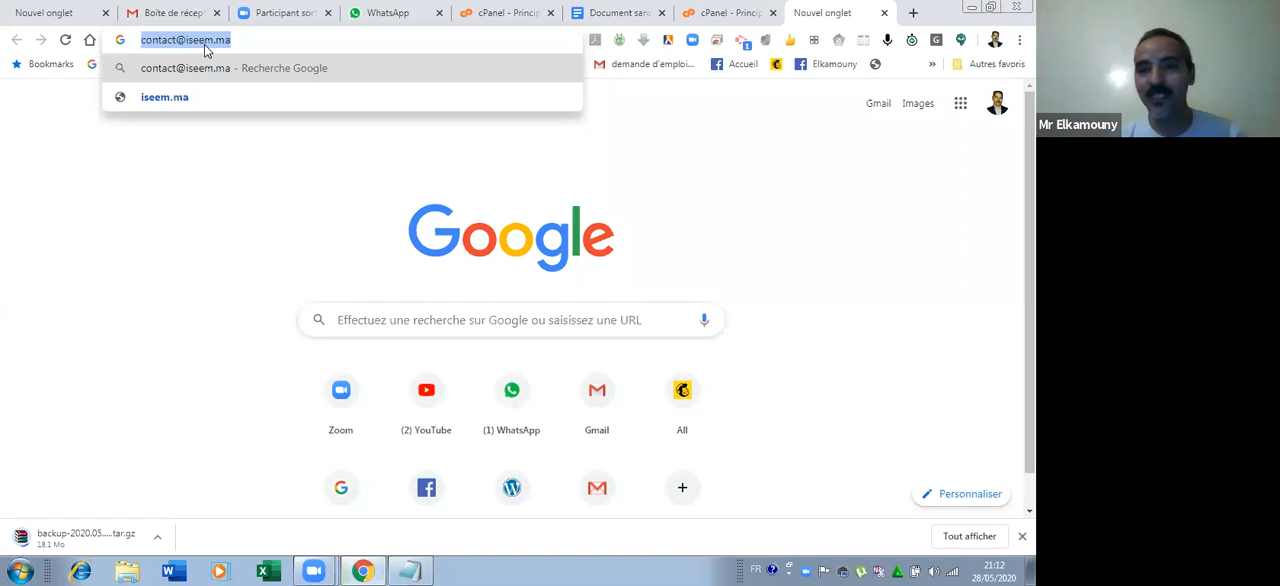 Nouvel onglet
Boîte de récep
Participant sor
WhatsApp
cPanel - Princip
Document sans
cPanel - Princip
Nouvel onglet
contact@iseem.ma
contact@iseem.ma - Recherche Google
iseem.ma
Bookmarks
demande d'emploi...
Accueil
Elkamouny
»
Autres favoris
Gmail
Images
Mr Elkamouny
Google
Effectuez une recherche sur Google ou saisissez une URL
Zoom
(2) YouTube
(1) WhatsApp
Gmail
All
Personnaliser
backup-2020.05.....tar.gz
18,1 Mo
Tout afficher
FR
21:12
28/05/2020